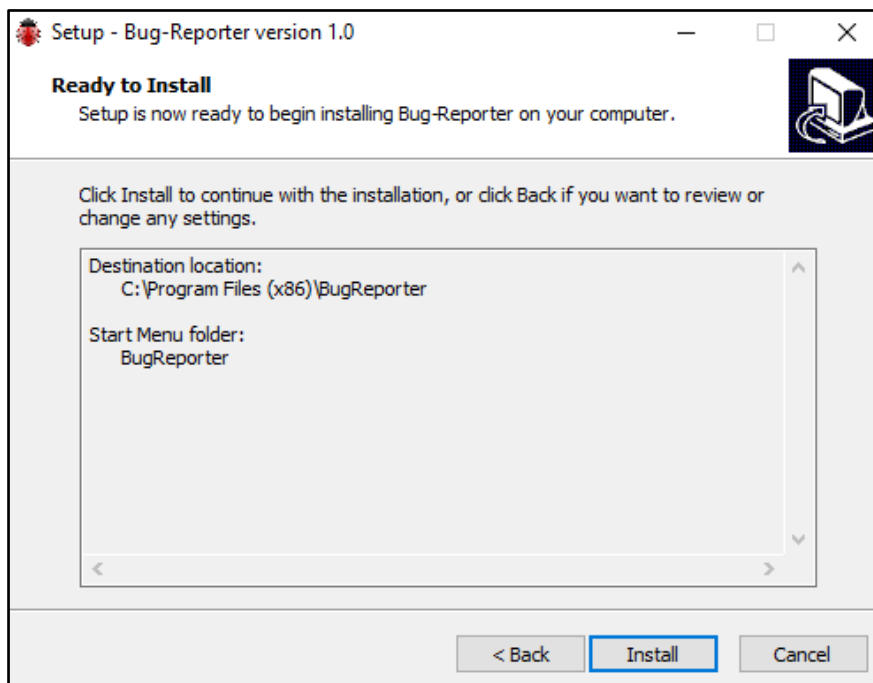 Setup - Bug-Reporter version 1.0
Ready to Install
Setup is now ready to begin installing Bug-Reporter on your computer.
Click Install to continue with the installation, or click Back if you want to review or
change any settings.
Destination location:
C:\Program Files (x86)\BugReporter
Start Menu folder:
BugReporter
< Back
Install
Cancel